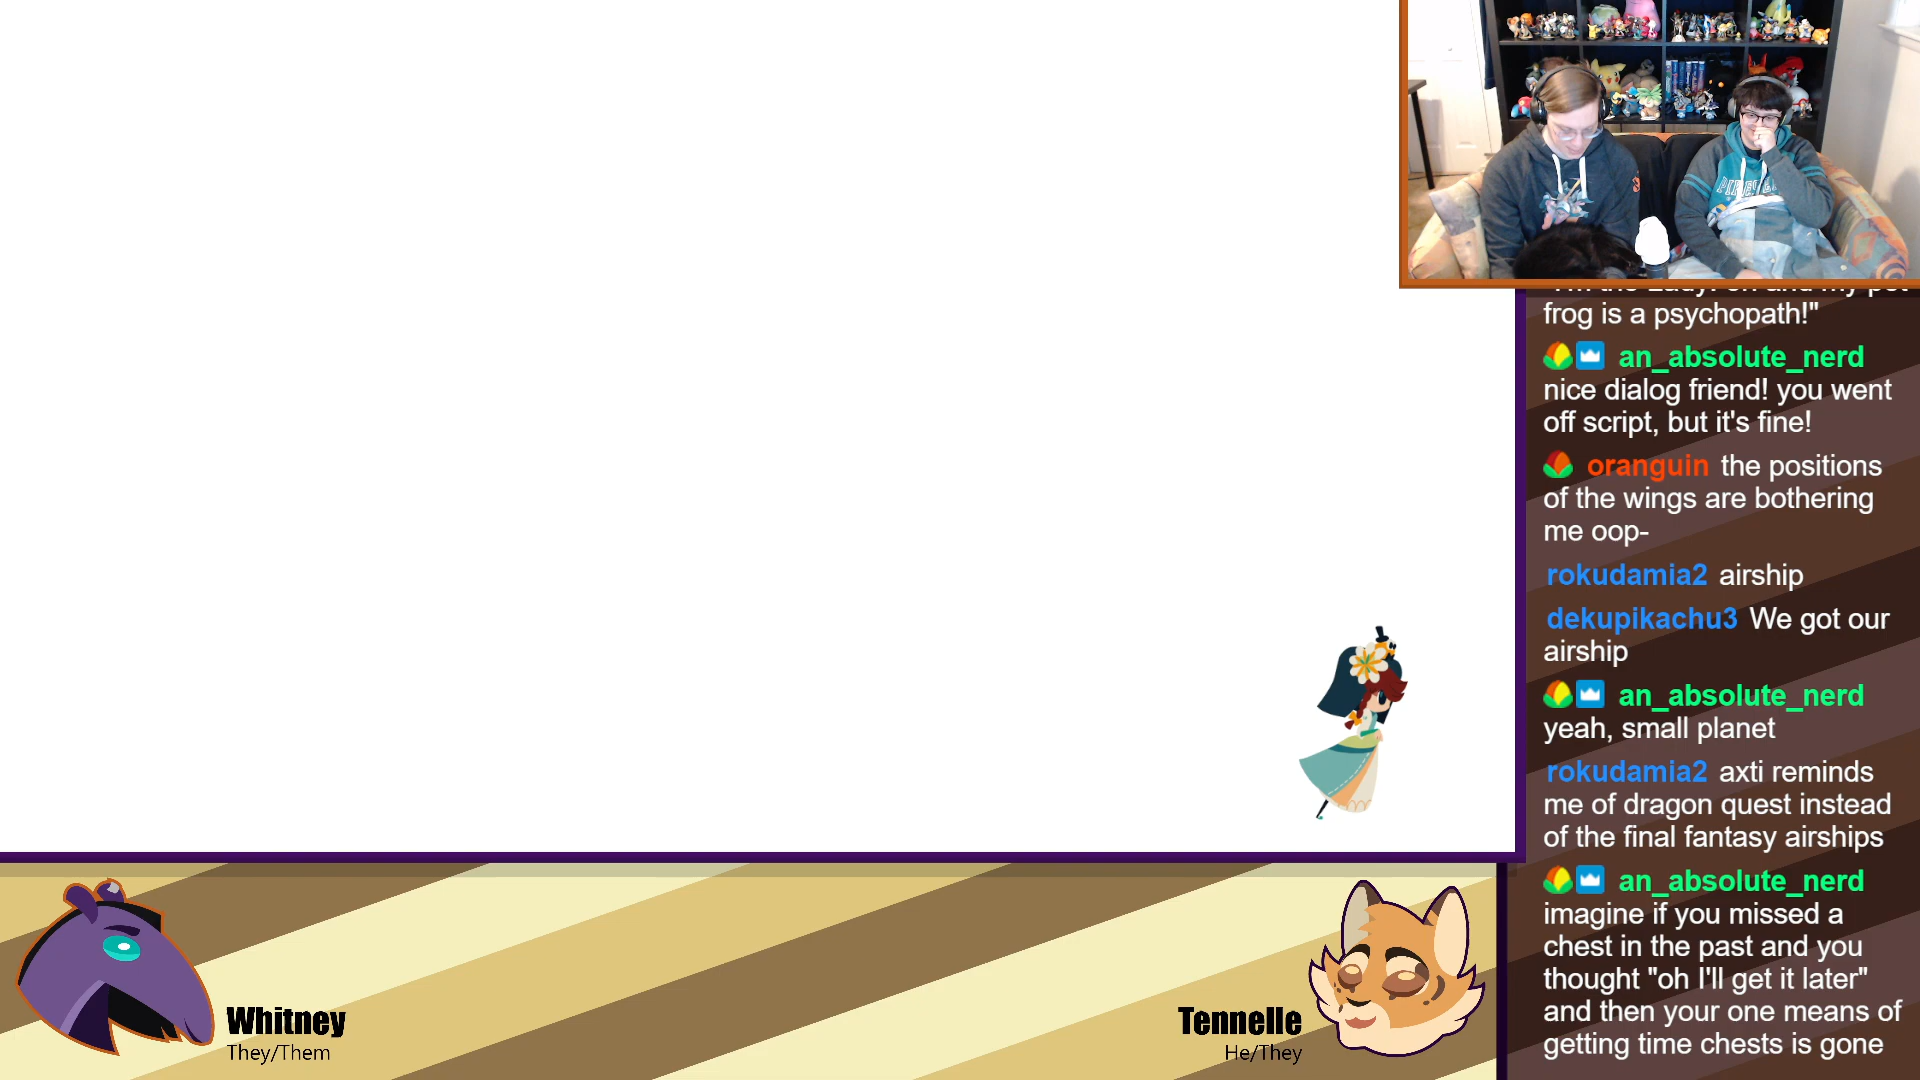 frog is a psychopath!"
an_absolute_nerd
nice dialog friend! you went
off script, but it's fine!
oranguin the positions
of the wings are bothering
me oop-
rokudamia2 airship
dekupikachu3 We got our
airship
an_absolute_nerd
yeah, small planet
rokudamia2 axti reminds
me of dragon quest instead
of the final fantasy airships
an_absolute_nerd
imagine if you missed a
chest in the past and you
thought "oh I'll get it later"
and then your one means of
getting time chests is gone
Whitney
They/Them
Tennelle
He/They